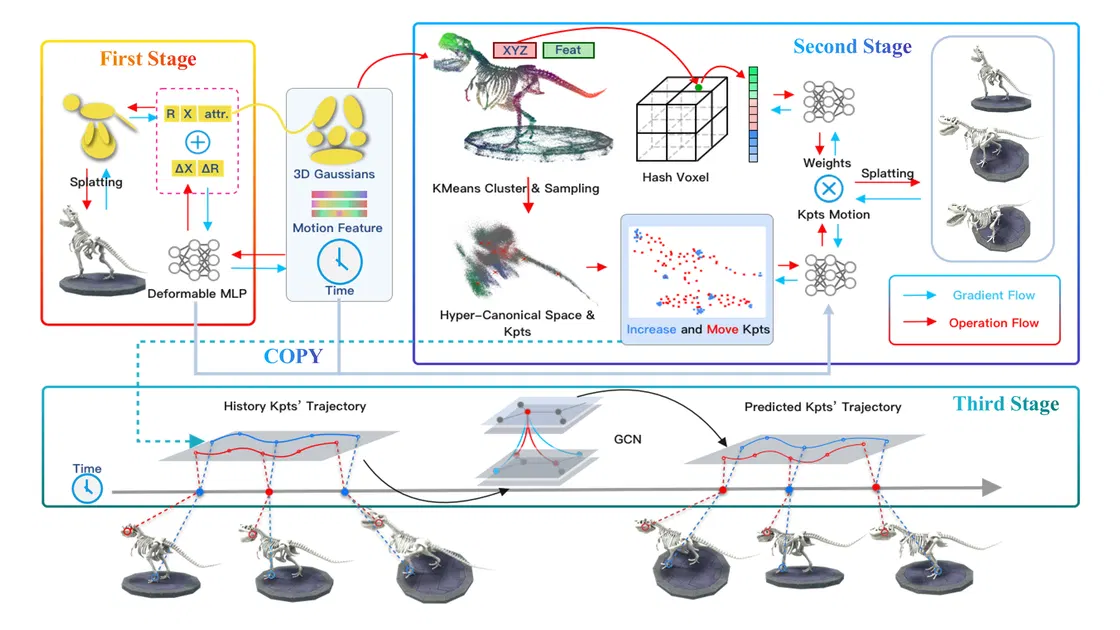 First Stage
R X attr.
ΔX ΔR
Splatting
Deformable MLP
3D Gaussians
Motion Feature
Time
Second Stage
XYZ
Feat
KMeans Cluster & Sampling
Hash Voxel
Hyper-Canonical Space &
Kpts
Increase and Move Kpts
Weights
Kpts Motion
Splatting
Gradient Flow
Operation Flow
COPY
Third Stage
History Kpts’ Trajectory
GCN
Predicted Kpts’ Trajectory
Time